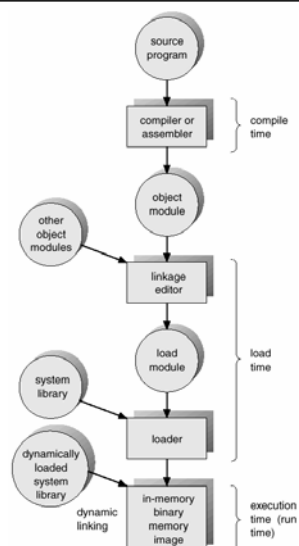 source
program
compiler or
assembler
compile
time
object
module
other
object
modules
linkage
editor
load
module
load
time
system
library
loader
dynamically
loaded
system
library
dynamic
linking
in-memory
binary
memory
image
execution
time (run
time)